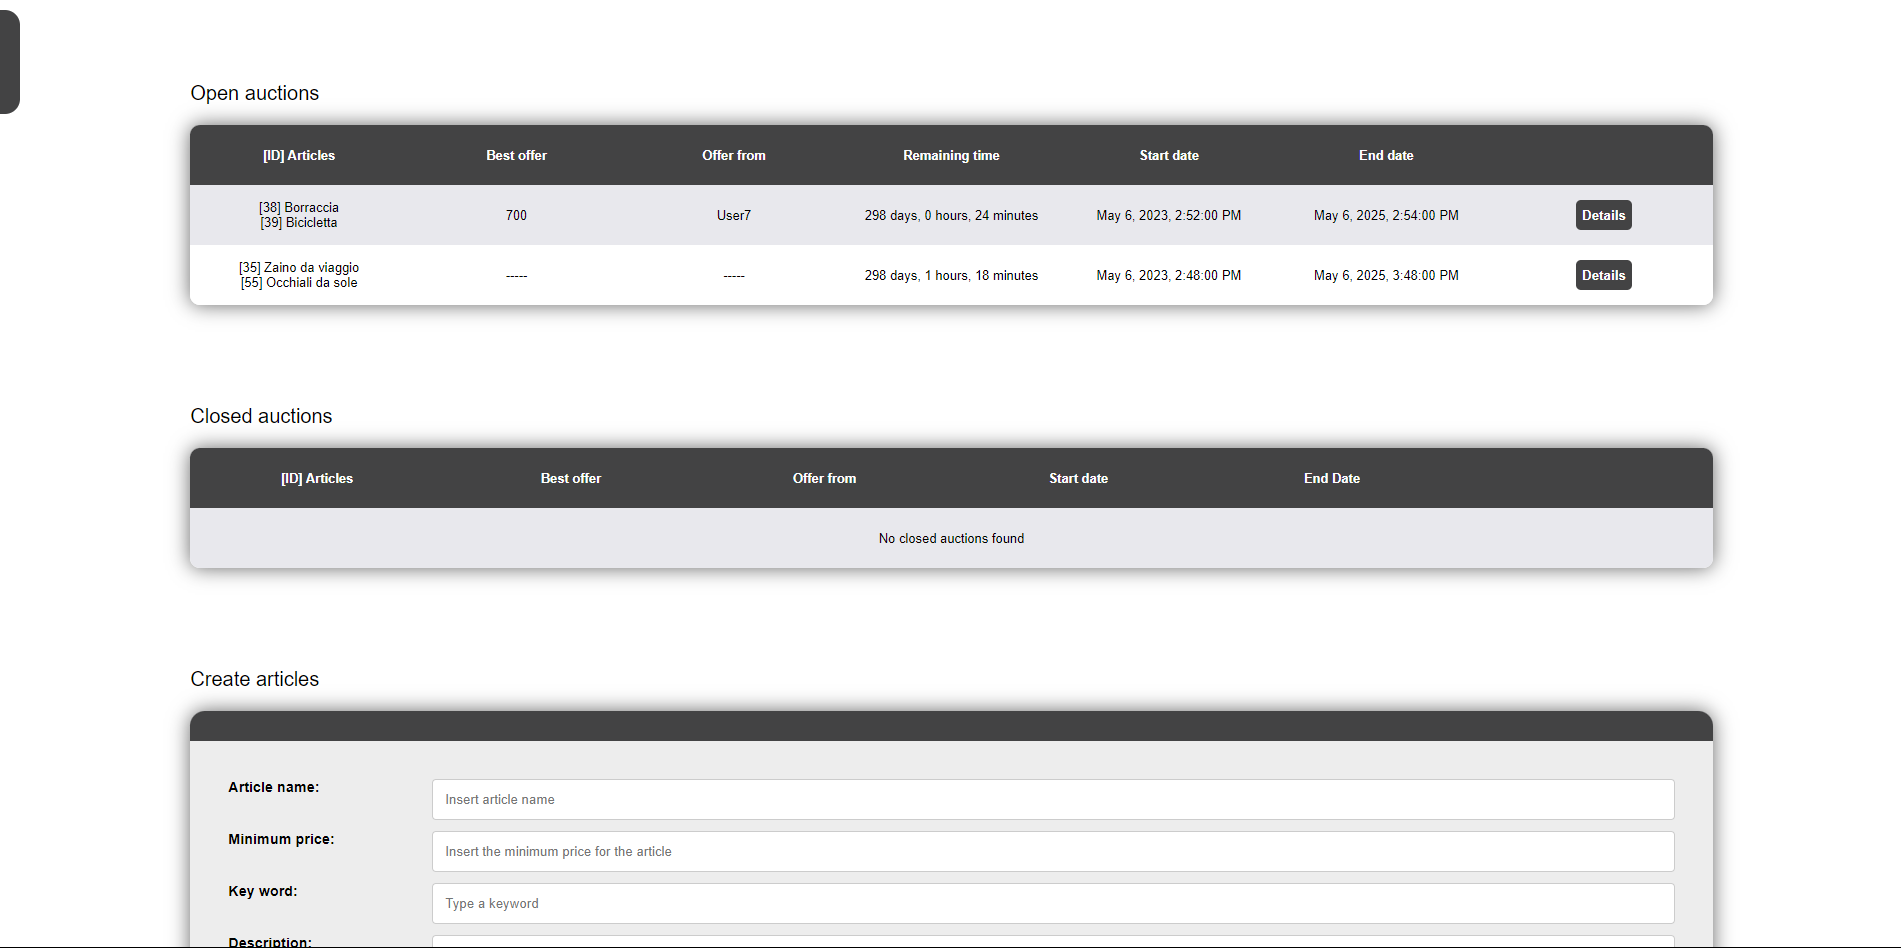 Open auctions
[ID] Articles Best offer Offer from Remaining time Start date End date
[38] Borraccia
[39] Bicicletta
700 User7 298 days, 0 hours, 24 minutes May 6, 2023, 2:52:00 PM May 6, 2025, 2:54:00 PM Details
[35] Zaino da viaggio
[55] Occhiali da sole
----- ----- 298 days, 1 hours, 18 minutes May 6, 2023, 2:48:00 PM May 6, 2025, 3:48:00 PM Details
Closed auctions
[ID] Articles Best offer Offer from Start date End Date
No closed auctions found
Create articles
Article name: Insert article name
Minimum price: Insert the minimum price for the article
Key word: Type a keyword
Description: